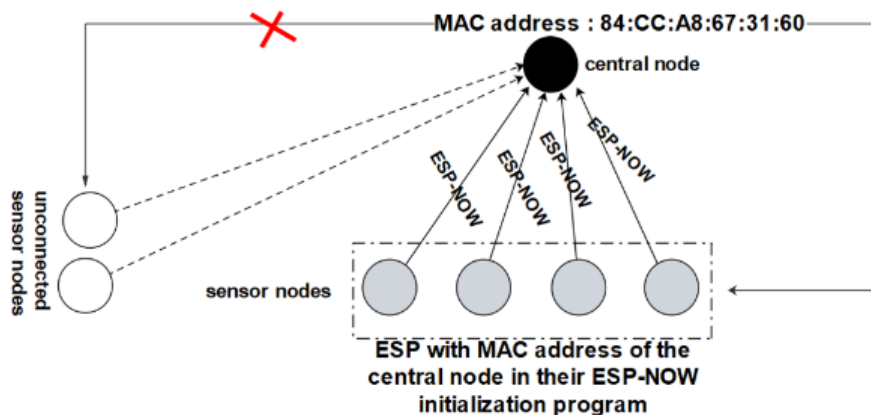 MAC address : 84:CC:A8:67:31:60
central node
ESP-NOW
ESP-NOW
ESP-NOW
ESP-NOW
unconnected
sensor nodes
sensor nodes
ESP with MAC address of the
central node in their ESP-NOW
initialization program